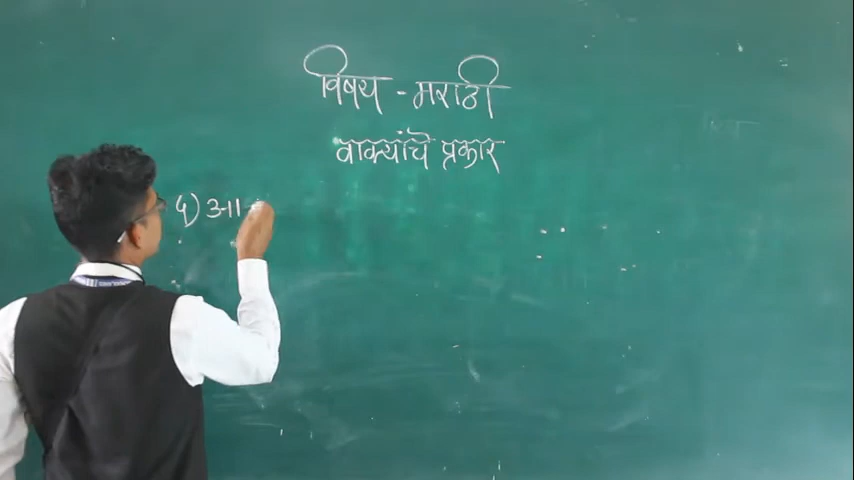 विषय - मराठी
वाक्यांचे प्रकार
५) आ